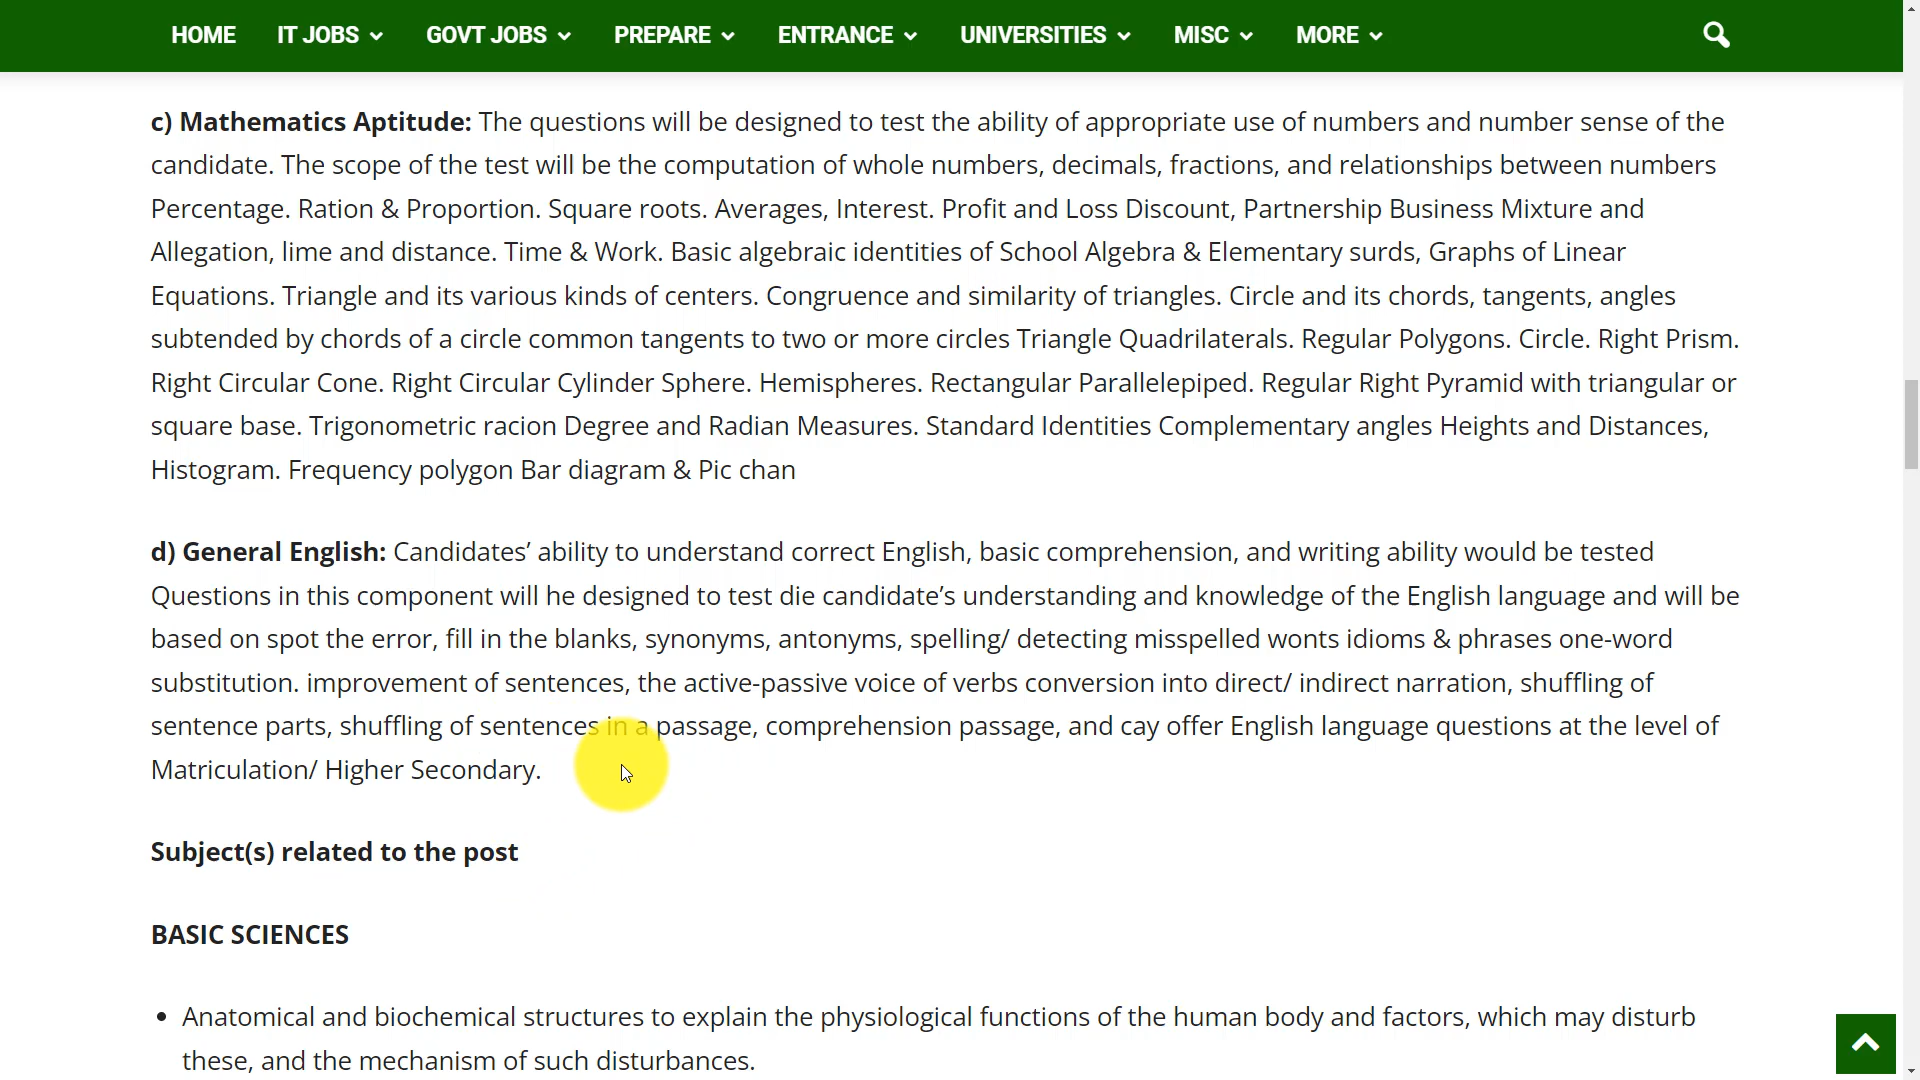 HOME IT JOBS GOVT JOBS PREPARE ENTRANCE UNIVERSITIES MISC MORE
c) Mathematics Aptitude: The questions will be designed to test the ability of appropriate use of numbers and number sense of the
candidate. The scope of the test will be the computation of whole numbers, decimals, fractions, and relationships between numbers
Percentage. Ration & Proportion. Square roots. Averages, Interest. Profit and Loss Discount, Partnership Business Mixture and
Allegation, lime and distance. Time & Work. Basic algebraic identities of School Algebra & Elementary surds, Graphs of Linear
Equations. Triangle and its various kinds of centers. Congruence and similarity of triangles. Circle and its chords, tangents, angles
subtended by chords of a circle common tangents to two or more circles Triangle Quadrilaterals. Regular Polygons. Circle. Right Prism.
Right Circular Cone. Right Circular Cylinder Sphere. Hemispheres. Rectangular Parallelepiped. Regular Right Pyramid with triangular or
square base. Trigonometric racion Degree and Radian Measures. Standard Identities Complementary angles Heights and Distances,
Histogram. Frequency polygon Bar diagram & Pic chan
d) General English: Candidates’ ability to understand correct English, basic comprehension, and writing ability would be tested
Questions in this component will he designed to test die candidate’s understanding and knowledge of the English language and will be
based on spot the error, fill in the blanks, synonyms, antonyms, spelling/ detecting misspelled wonts idioms & phrases one-word
substitution. improvement of sentences, the active-passive voice of verbs conversion into direct/ indirect narration, shuffling of
sentence parts, shuffling of sentences in a passage, comprehension passage, and cay offer English language questions at the level of
Matriculation/ Higher Secondary.
Subject(s) related to the post
BASIC SCIENCES
• Anatomical and biochemical structures to explain the physiological functions of the human body and factors, which may disturb
these, and the mechanism of such disturbances.